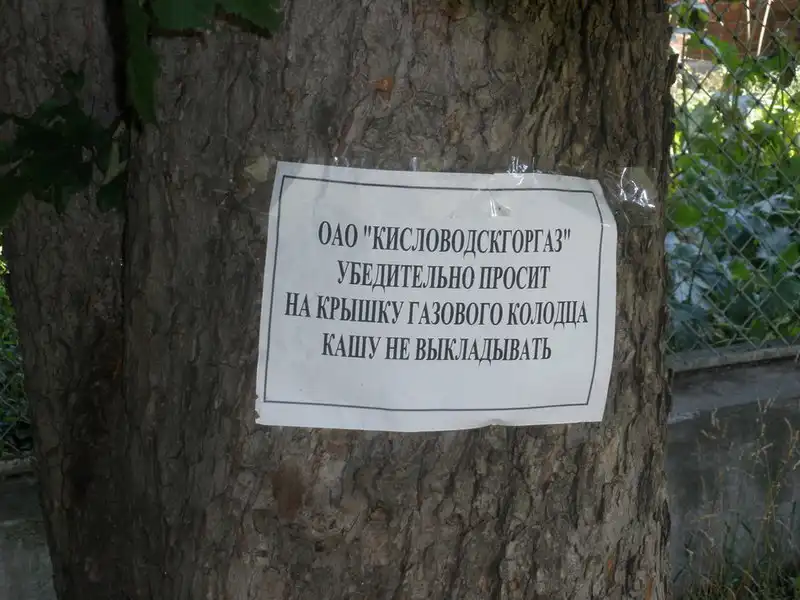 ОАО "КИСЛОВОДСКГОРГАЗ"
УБЕДИТЕЛЬНО ПРОСИТ
НА КРЫШКУ ГАЗОВОГО КОЛОДЦА
КАШУ НЕ ВЫКЛАДЫВАТЬ